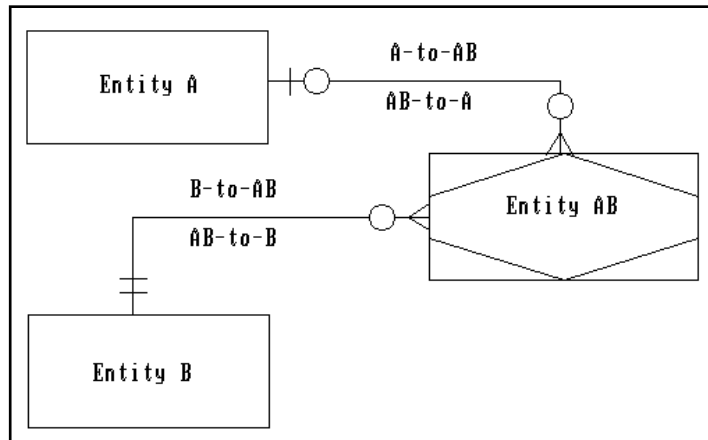 A-to-AB
Entity A
AB-to-A
B-to-AB
Entity AB
AB-to-B
Entity B